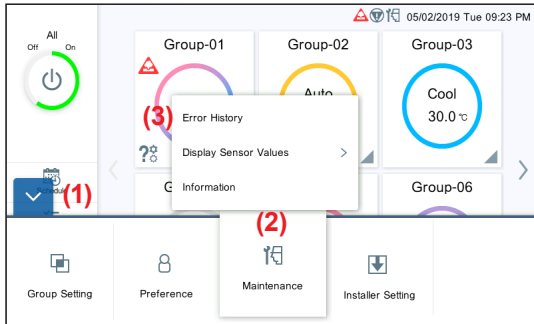 05/02/2019 Tue 09:23 PM
All
Off On
Group-01
Group-02
Group-03
Auto
Cool
30.0 ℃
(3)
Error History
Display Sensor Values
Information
(1)
Group-06
(2)
Group Setting
Preference
Maintenance
Installer Setting